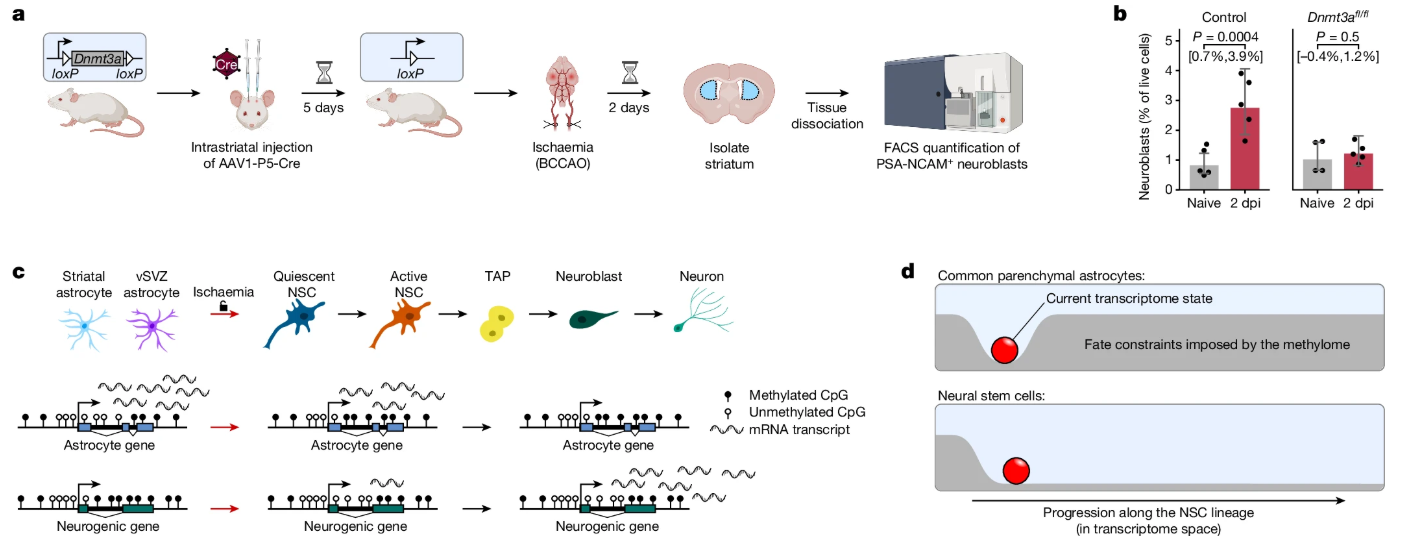 a
Dnmt3a
loxP loxP
Cre
5 days
loxP
Intrastriatal injection
of AAV1-P5-Cre
Ischaemia
(BCCAO)
2 days
Isolate
striatum
Tissue
dissociation
FACS quantification of
PSA-NCAM⁺ neuroblasts
b
Control
Dnmt3afl/fl
P = 0.0004
[0.7%,3.9%]
P = 0.5
[−0.4%,1.2%]
Neuroblasts (% of live cells)
5
4
3
2
1
0
Naive 2 dpi
Naive 2 dpi
c
Striatal
astrocyte
vSVZ
astrocyte
Ischaemia
Quiescent
NSC
Active
NSC
TAP
Neuroblast
Neuron
Astrocyte gene
Astrocyte gene
Astrocyte gene
Methylated CpG
Unmethylated CpG
mRNA transcript
Neurogenic gene
Neurogenic gene
Neurogenic gene
d
Common parenchymal astrocytes:
Current transcriptome state
Fate constraints imposed by the methylome
Neural stem cells:
Progression along the NSC lineage
(in transcriptome space)